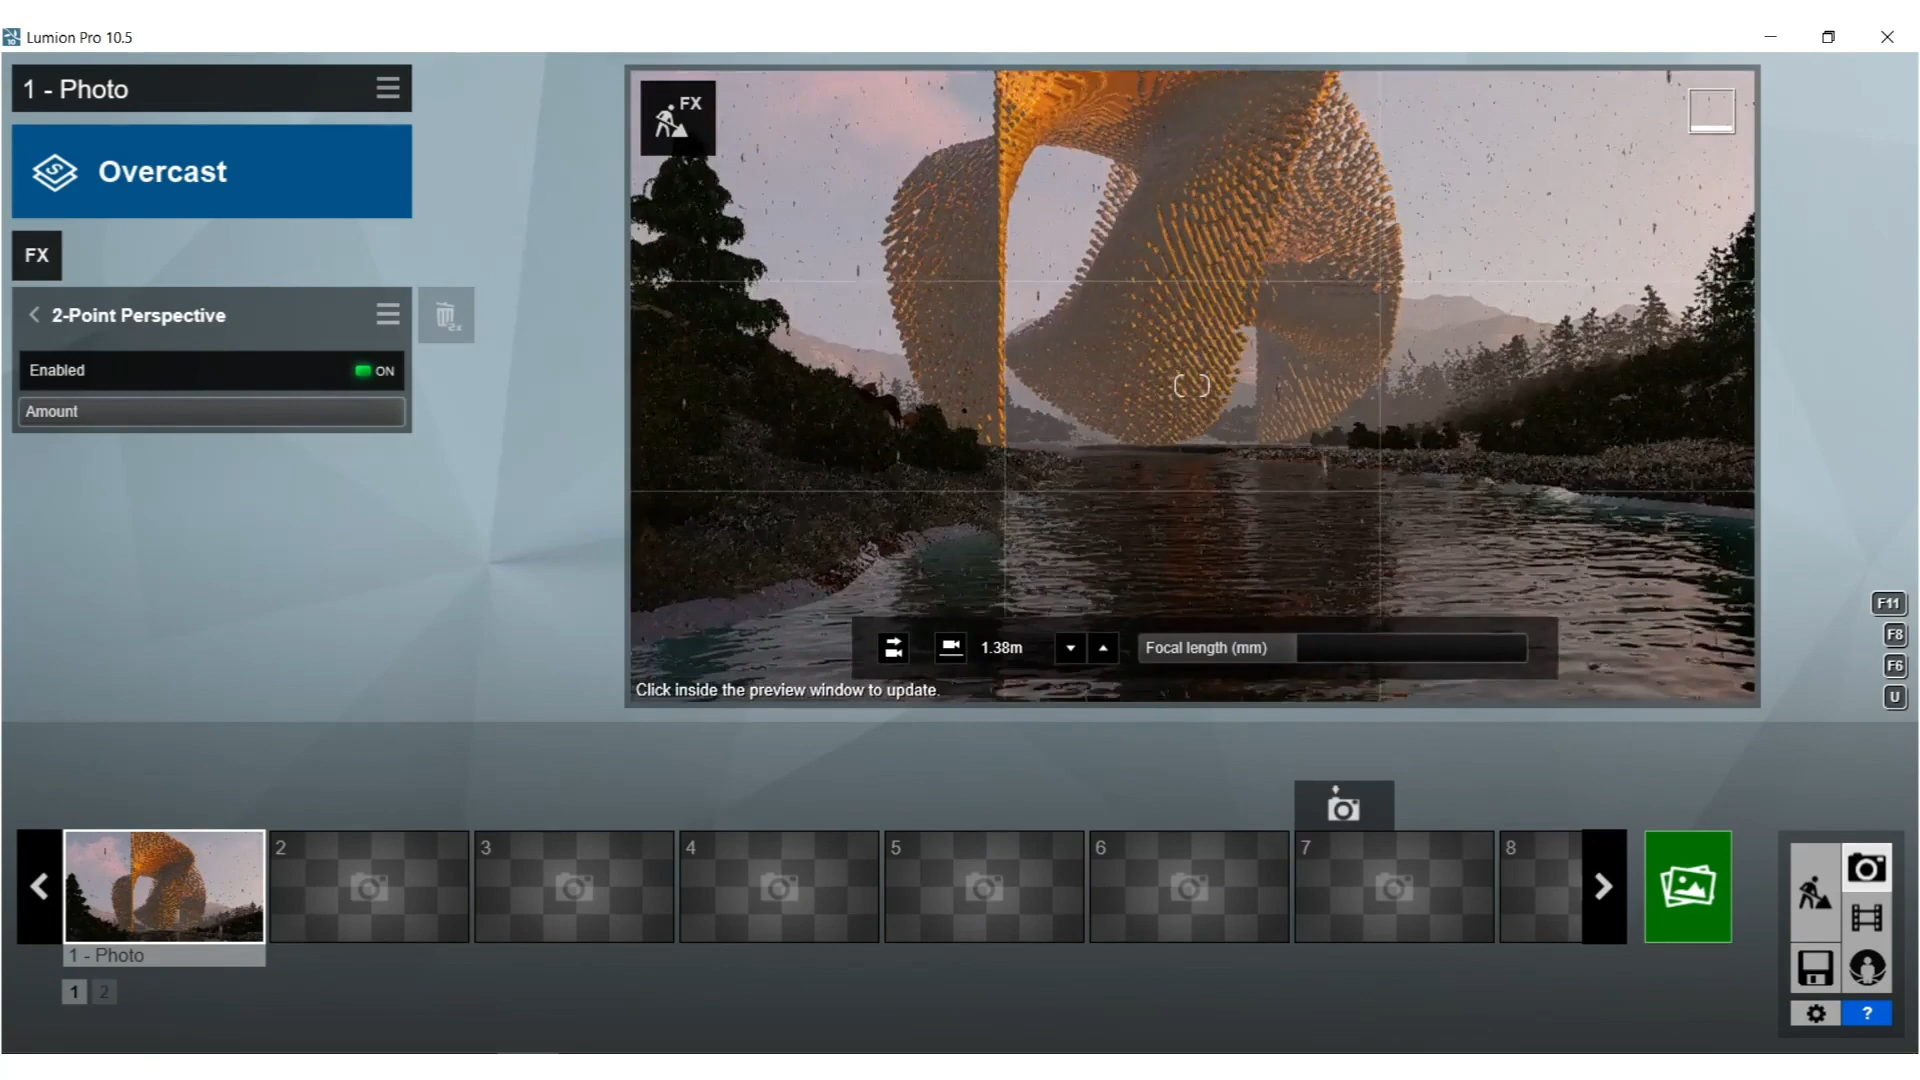 Lumion Pro 10.5
1 - Photo
Overcast
FX
2-Point Perspective
2x
Enabled
ON
Amount
FX
1.38m
Focal length (mm)
Click inside the preview window to update.
F11
F8
F6
U
2
3
4
5
6
7
8
1 - Photo
1
2
?